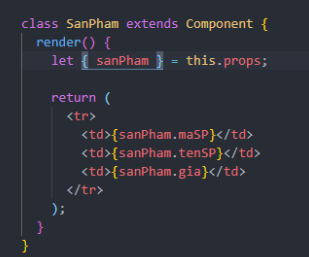 class SanPham extends Component {
render() {
let { sanPham } = this.props;
return (
<tr>
<td>{sanPham.maSP}</td>
<td>{sanPham.tenSP}</td>
<td>{sanPham.gia}</td>
</tr>
);
}
}